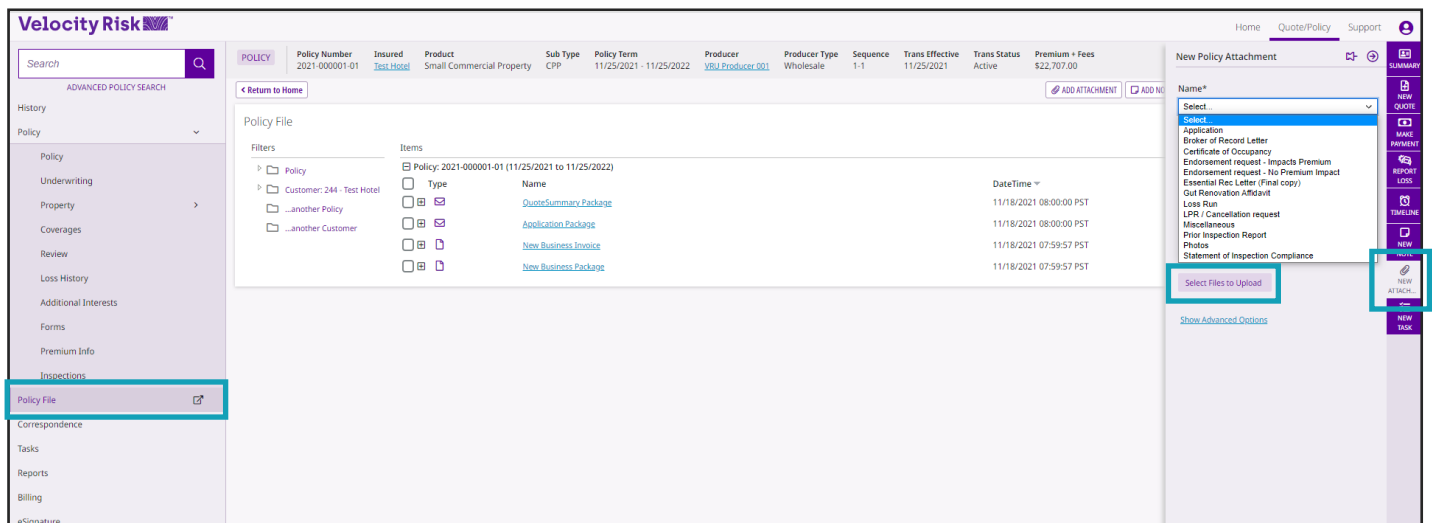 Velocity Risk
Home Quote/Policy Support
Search
ADVANCED POLICY SEARCH
History
Policy
Policy
Underwriting
Property
Coverages
Review
Loss History
Additional Interests
Forms
Premium Info
Inspections
Policy File
Correspondence
Tasks
Reports
Billing
eSignature
POLICY
Policy Number Insured Product Sub Type Policy Term Producer Producer Type Sequence Trans Effective Trans Status Premium + Fees
2021-000001-01 Test Hotel Small Commercial Property CPP 11/25/2021 - 11/25/2022 VRU Producer 001 Wholesale 1-1 11/25/2021 Active $22,707.00
< Return to Home
ADD ATTACHMENT ADD NO
Policy File
Filters
Policy
Customer: 244 - Test Hotel
...another Policy
...another Customer
Items
Policy: 2021-000001-01 (11/25/2021 to 11/25/2022)
Type Name DateTime
QuoteSummary Package 11/18/2021 08:00:00 PST
Application Package 11/18/2021 08:00:00 PST
New Business Invoice 11/18/2021 07:59:57 PST
New Business Package 11/18/2021 07:59:57 PST
New Policy Attachment
Name*
Select...
Select...
Application
Broker of Record Letter
Certificate of Occupancy
Endorsement request - Impacts Premium
Endorsement request - No Premium Impact
Essential Rec Letter (Final copy)
Gut Renovation Affidavit
Loss Run
LPR / Cancellation request
Miscellaneous
Prior Inspection Report
Photos
Statement of Inspection Compliance
Select Files to Upload
Show Advanced Options
SUMMARY
NEW
QUOTE
MAKE
PAYMENT
REPORT
LOSS
TIMELINE
NEW
NOTE
NEW
ATTACH...
NEW
TASK